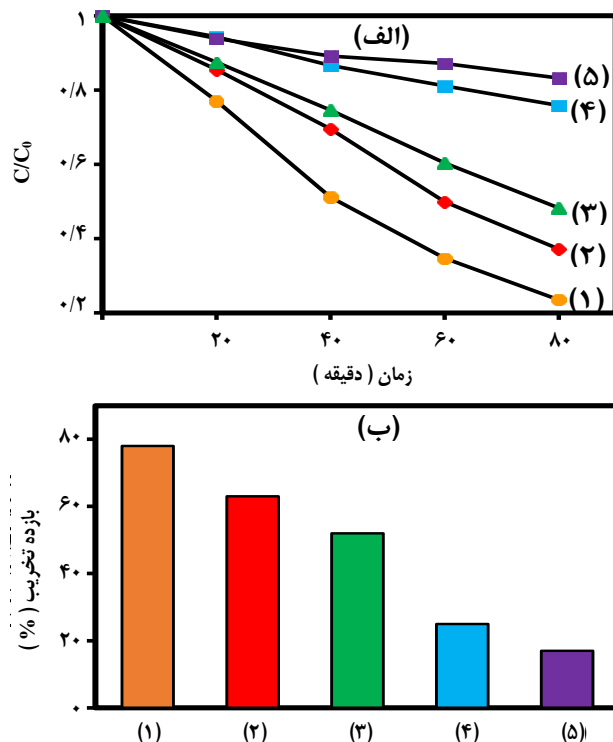 (الف)
C/C₀
۱
۰/۸
۰/۶
۰/۴
۰/۲
(۵)
(۴)
(۳)
(۲)
(۱)
۲۰ ۴۰ ۶۰ ۸۰
زمان ( دقیقه )
(ب)
بازده تخریب ( % )
۸۰
۶۰
۴۰
۲۰
۰
(۱) (۲) (۳) (۴) (۵)